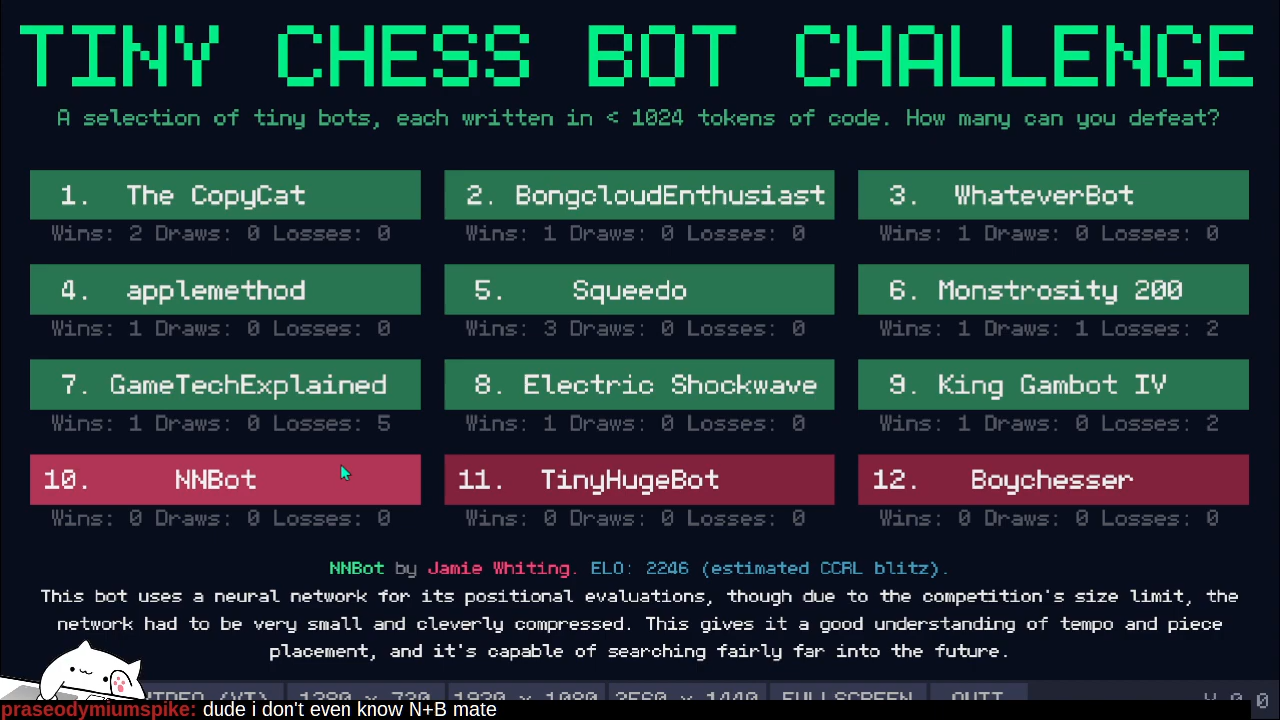 TINY CHESS BOT CHALLENGE
A selection of tiny bots, each written in < 1024 tokens of code. How many can you defeat?
1. The CopyCat
2. BongcloudEnthusiast
3. WhateverBot
Wins: 2 Draws: 0 Losses: 0
Wins: 1 Draws: 0 Losses: 0
Wins: 1 Draws: 0 Losses: 0
4. applemethod
5. Squeedo
6. Monstrosity 200
Wins: 1 Draws: 0 Losses: 0
Wins: 3 Draws: 0 Losses: 0
Wins: 1 Draws: 1 Losses: 2
7. GameTechExplained
8. Electric Shockwave
9. King Gambot IV
Wins: 1 Draws: 0 Losses: 5
Wins: 1 Draws: 0 Losses: 0
Wins: 1 Draws: 0 Losses: 2
10. NNBot
11. TinyHugeBot
12. Boychesser
Wins: 0 Draws: 0 Losses: 0
Wins: 0 Draws: 0 Losses: 0
Wins: 0 Draws: 0 Losses: 0
NNBot by Jamie Whiting. ELO: 2246 (estimated CCRL blitz).
This bot uses a neural network for its positional evaluations, though due to the competition's size limit, the
network had to be very small and cleverly compressed. This gives it a good understanding of tempo and piece
placement, and it's capable of searching fairly far into the future.
1280 x 720 1920 x 1080 2560 x 1440 FULLSCREEN QUIT
praseodymiumspike: dude i don't even know N+B mate